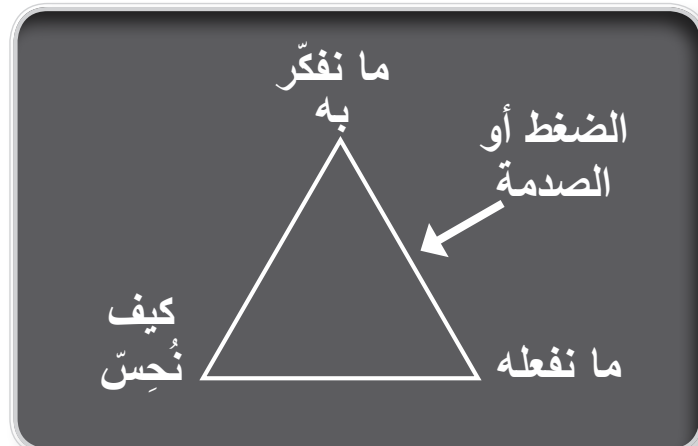 ما نفكّر
به
الضغط أو
الصدمة
كيف
نُحِسّ
ما نفعله